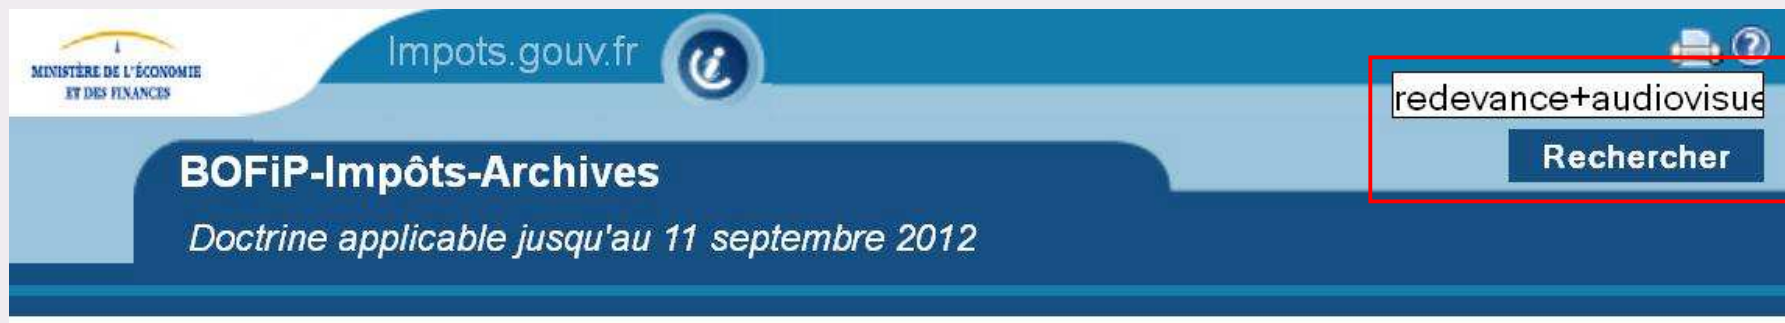 MINISTÈRE DE L'ÉCONOMIE
ET DES FINANCES
Impots.gouv.fr
redevance+audiovisue
Rechercher
BOFiP-Impôts-Archives
Doctrine applicable jusqu'au 11 septembre 2012